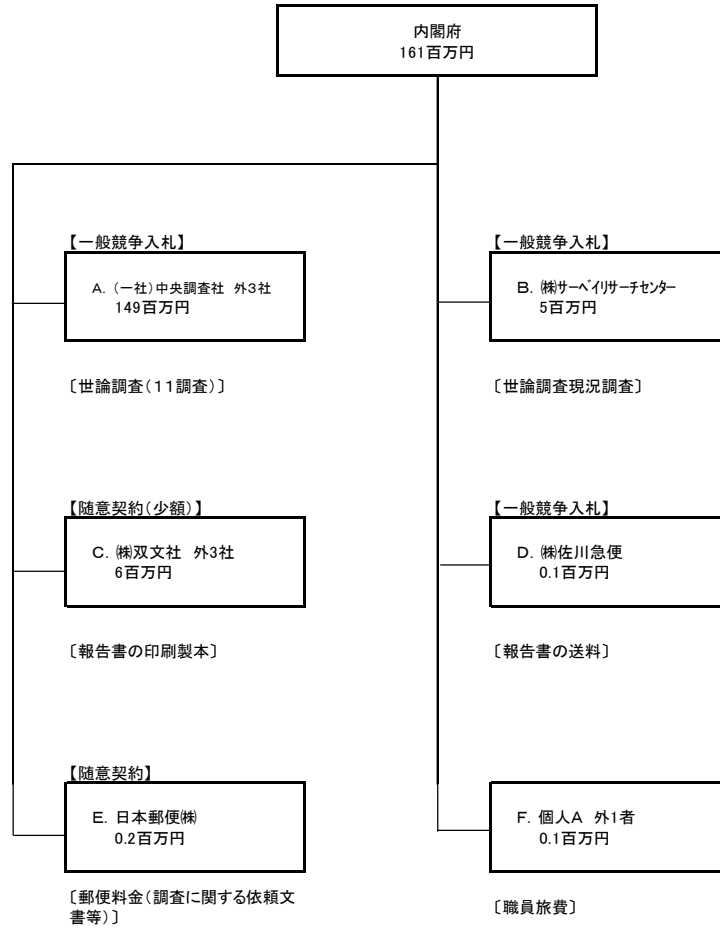 内閣府
161百万円
【一般競争入札】
A. (一社)中央調査社 外3社
149百万円
〔世論調査(11調査)〕
【一般競争入札】
B. ㈱サーベイリサーチセンター
5百万円
〔世論調査現況調査〕
【随意契約(少額)】
C. ㈱双文社 外3社
6百万円
〔報告書の印刷製本〕
【一般競争入札】
D. ㈱佐川急便
0.1百万円
〔報告書の送料〕
【随意契約】
E. 日本郵便㈱
0.2百万円
〔郵便料金(調査に関する依頼文
書等)〕
F. 個人A 外1者
0.1百万円
〔職員旅費〕